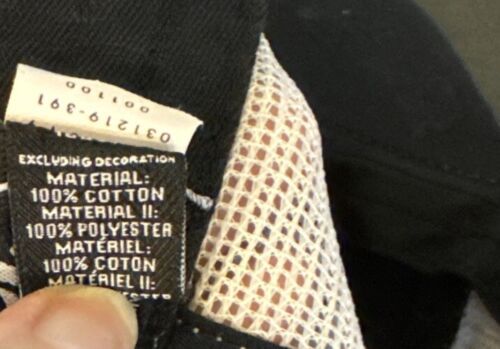 001100
031219-391
EXCLUDING DECORATION
MATERIAL:
100% COTTON
MATERIAL II:
100% POLYESTER
MATÉRIEL:
100% COTON
MATÉRIEL II: